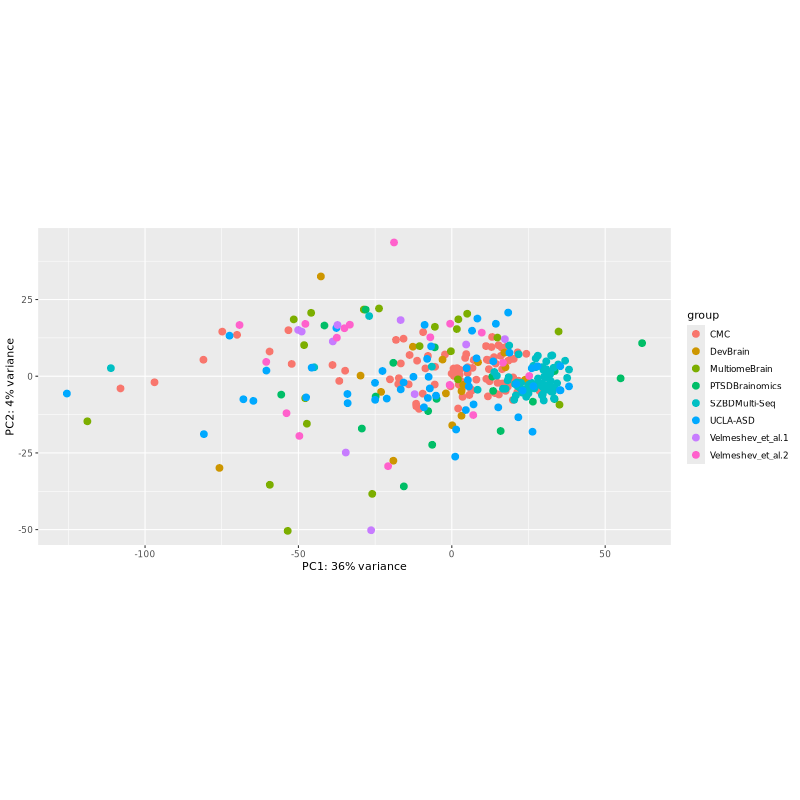 group
CMC
DevBrain
MultiomeBrain
PTSDBrainomics
SZBDMulti-Seq
UCLA-ASD
Velmeshev_et_al.1
Velmeshev_et_al.2
PC2: 4% variance
25
0
-25
-50
-100
-50
0
50
PC1: 36% variance